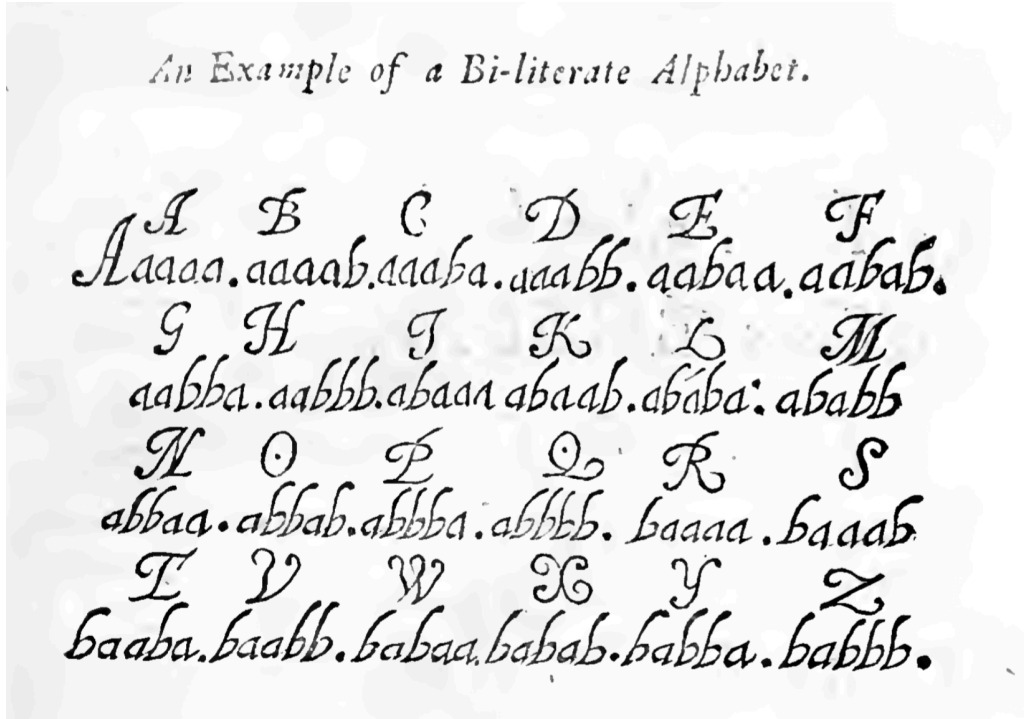 An Example of a Bi-literate Alphabet.
A B C D E F
Aaaaa. aaaab. aaaba. aaabb. aabaa. aabab.
G H I K L M
aabba. aabbb. abaaa abaab. ababa: ababb
N O P Q R S
abbaa. abbab. abbba. abbbb. baaaa. baaab
T V W X Y Z
baaba. baabb. babaa. babab. babba. babbb.